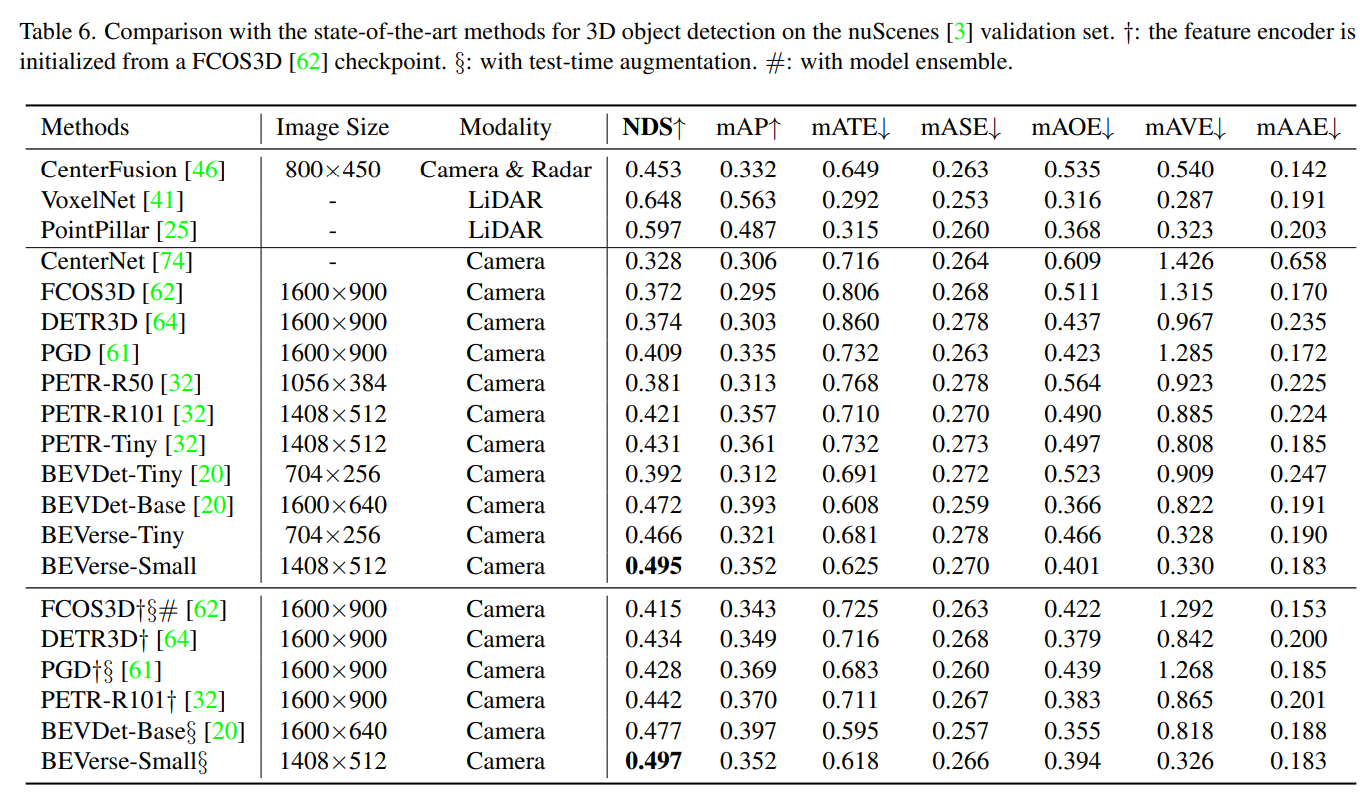 Table 6. Comparison with the state-of-the-art methods for 3D object detection on the nuScenes [3] validation set. †: the feature encoder is
initialized from a FCOS3D [62] checkpoint. §: with test-time augmentation. #: with model ensemble.
Methods Image Size Modality NDS↑ mAP↑ mATE↓ mASE↓ mAOE↓ mAVE↓ mAAE↓
CenterFusion [46] 800×450 Camera & Radar 0.453 0.332 0.649 0.263 0.535 0.540 0.142
VoxelNet [41] - LiDAR 0.648 0.563 0.292 0.253 0.316 0.287 0.191
PointPillar [25] - LiDAR 0.597 0.487 0.315 0.260 0.368 0.323 0.203
CenterNet [74] - Camera 0.328 0.306 0.716 0.264 0.609 1.426 0.658
FCOS3D [62] 1600×900 Camera 0.372 0.295 0.806 0.268 0.511 1.315 0.170
DETR3D [64] 1600×900 Camera 0.374 0.303 0.860 0.278 0.437 0.967 0.235
PGD [61] 1600×900 Camera 0.409 0.335 0.732 0.263 0.423 1.285 0.172
PETR-R50 [32] 1056×384 Camera 0.381 0.313 0.768 0.278 0.564 0.923 0.225
PETR-R101 [32] 1408×512 Camera 0.421 0.357 0.710 0.270 0.490 0.885 0.224
PETR-Tiny [32] 1408×512 Camera 0.431 0.361 0.732 0.273 0.497 0.808 0.185
BEVDet-Tiny [20] 704×256 Camera 0.392 0.312 0.691 0.272 0.523 0.909 0.247
BEVDet-Base [20] 1600×640 Camera 0.472 0.393 0.608 0.259 0.366 0.822 0.191
BEVerse-Tiny 704×256 Camera 0.466 0.321 0.681 0.278 0.466 0.328 0.190
BEVerse-Small 1408×512 Camera 0.495 0.352 0.625 0.270 0.401 0.330 0.183
FCOS3D†§# [62] 1600×900 Camera 0.415 0.343 0.725 0.263 0.422 1.292 0.153
DETR3D† [64] 1600×900 Camera 0.434 0.349 0.716 0.268 0.379 0.842 0.200
PGD†§ [61] 1600×900 Camera 0.428 0.369 0.683 0.260 0.439 1.268 0.185
PETR-R101† [32] 1600×900 Camera 0.442 0.370 0.711 0.267 0.383 0.865 0.201
BEVDet-Base§ [20] 1600×640 Camera 0.477 0.397 0.595 0.257 0.355 0.818 0.188
BEVerse-Small§ 1408×512 Camera 0.497 0.352 0.618 0.266 0.394 0.326 0.183